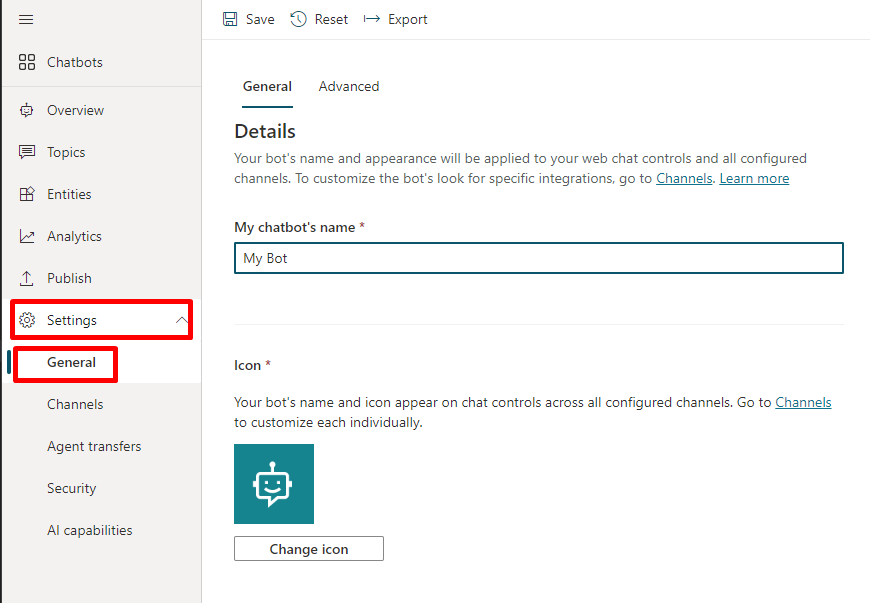 Save Reset Export
Chatbots
Overview
Topics
Entities
Analytics
Publish
Settings
General
Channels
Agent transfers
Security
AI capabilities
General Advanced
Details
Your bot's name and appearance will be applied to your web chat controls and all configured
channels. To customize the bot's look for specific integrations, go to Channels. Learn more
My chatbot's name *
My Bot
Icon *
Your bot's name and icon appear on chat controls across all configured channels. Go to Channels
to customize each individually.
Change icon